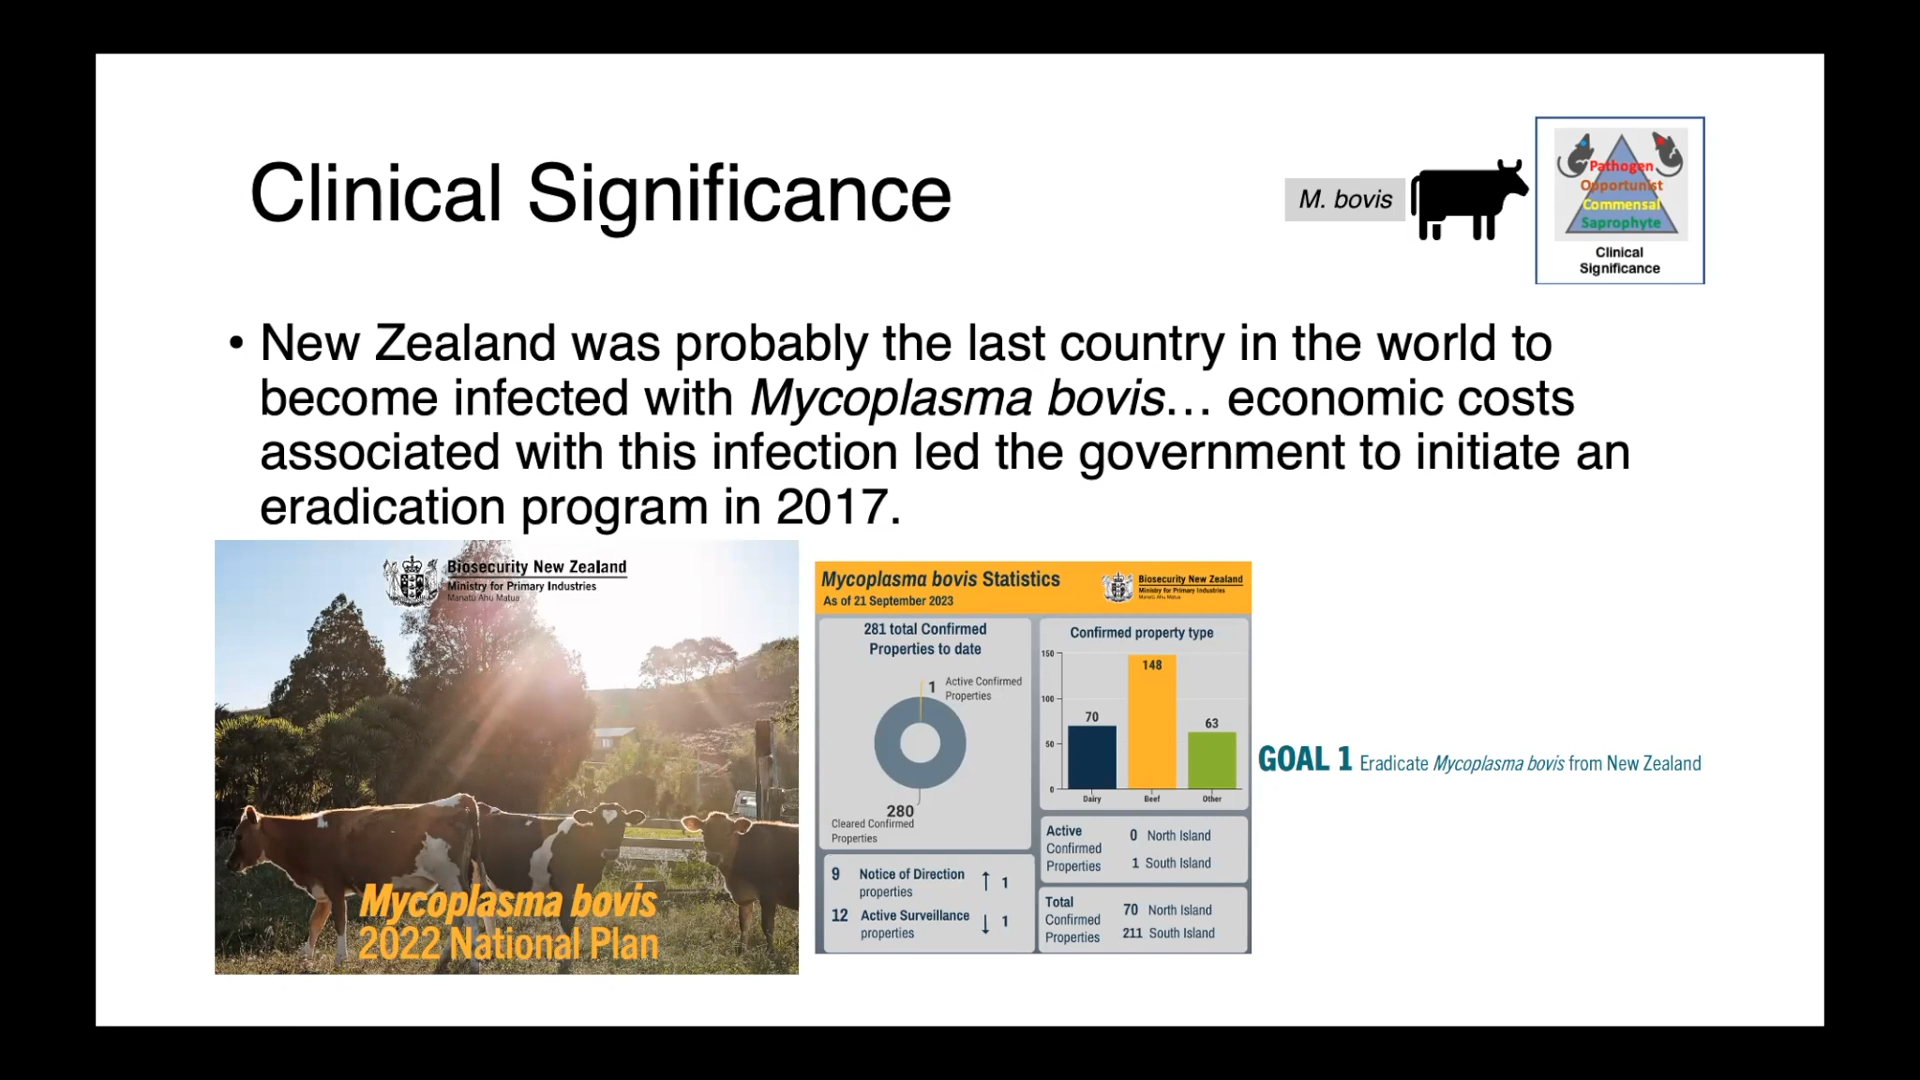 Clinical Significance
M. bovis
Pathogen
Opportunist
Commensal
Saprophyte
Clinical
Significance
• New Zealand was probably the last country in the world to
become infected with Mycoplasma bovis… economic costs
associated with this infection led the government to initiate an
eradication program in 2017.
Biosecurity New Zealand
Ministry for Primary Industries
Manatū Ahu Matua
Mycoplasma bovis
2022 National Plan
Mycoplasma bovis Statistics
As of 21 September 2023
Biosecurity New Zealand
Ministry for Primary Industries
Manatū Ahu Matua
281 total Confirmed
Properties to date
1 Active Confirmed
Properties
280
Cleared Confirmed
Properties
Confirmed property type
150
100
50
0
70
148
63
Dairy
Beef
Other
9 Notice of Direction
properties
↑ 1
12 Active Surveillance
properties
↓ 1
Active
Confirmed
Properties
0 North Island
1 South Island
Total
Confirmed
Properties
70 North Island
211 South Island
GOAL 1 Eradicate Mycoplasma bovis from New Zealand